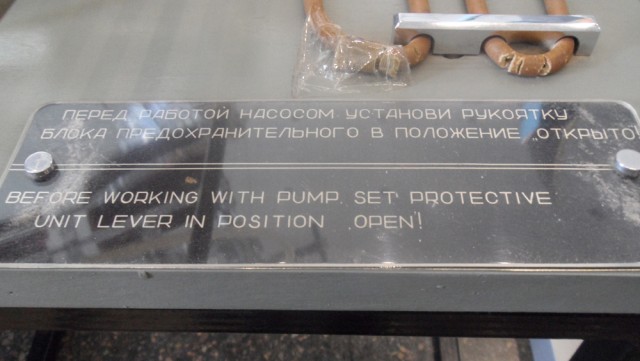 ПЕРЕД РАБОТОЙ НАСОСОМ УСТАНОВИ РУКОЯТКУ
БЛОКА ПРЕДОХРАНИТЕЛЬНОГО В ПОЛОЖЕНИЕ „ОТКРЫТО
BEFORE WORKING WITH PUMP SET PROTECTIVE
UNIT LEVER IN POSITION „OPEN"!